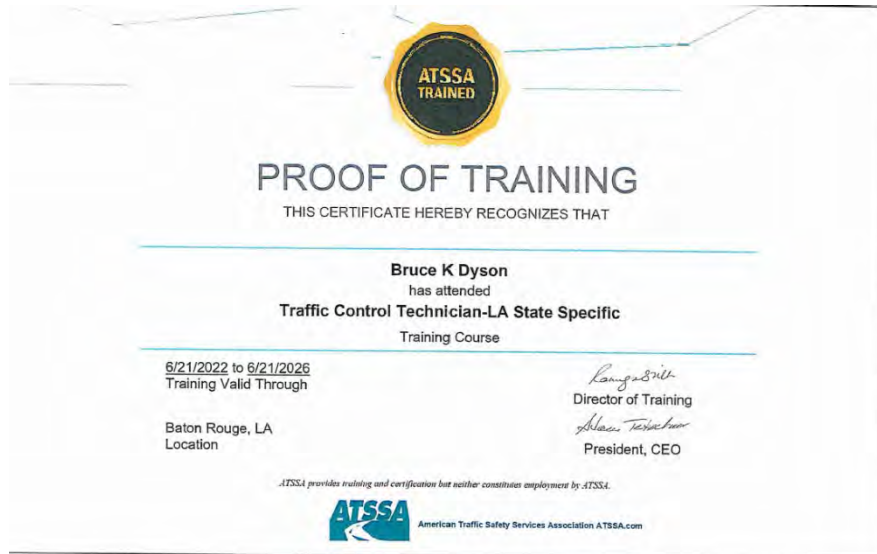 ATSSA
TRAINED
PROOF OF TRAINING
THIS CERTIFICATE HEREBY RECOGNIZES THAT
Bruce K Dyson
has attended
Traffic Control Technician-LA State Specific
Training Course
6/21/2022 to 6/21/2026
Training Valid Through
Director of Training
Baton Rouge, LA
Location
President, CEO
ATSSA provides training and certification but neither constitutes employment by ATSSA.
ATSSA
American Traffic Safety Services Association ATSSA.com